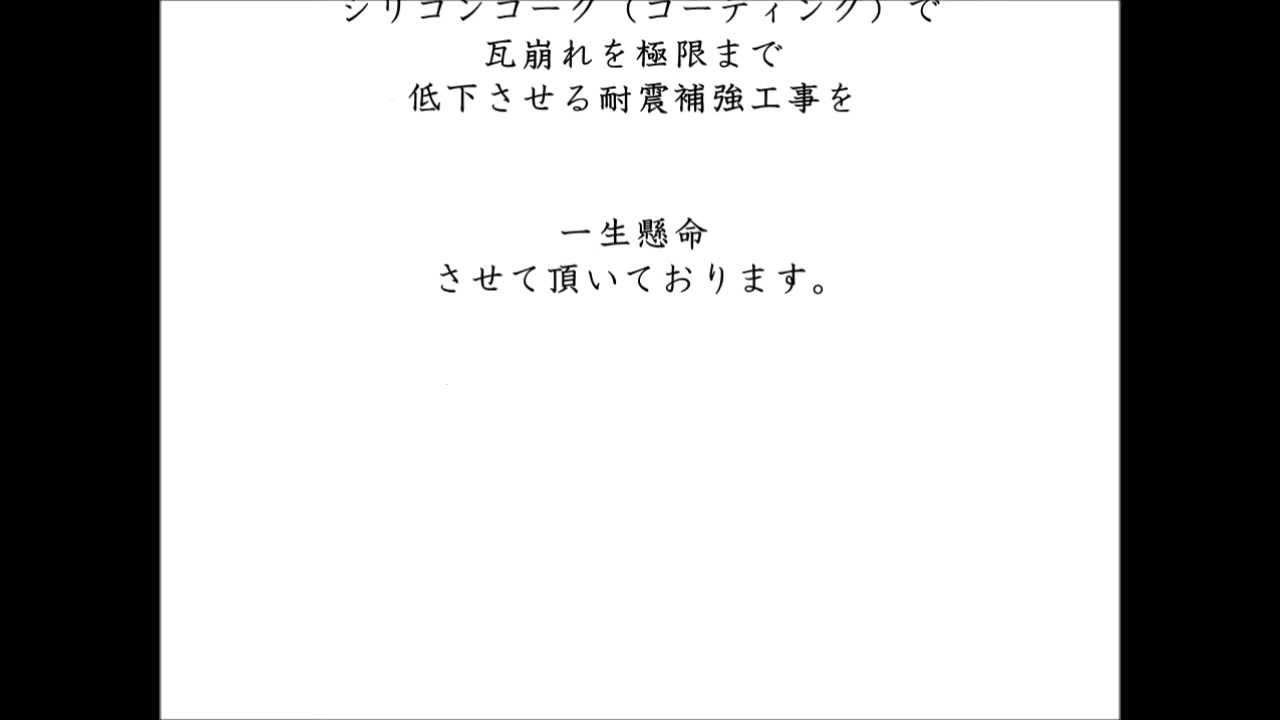 シリコンコーク（コーティング）で
瓦崩れを極限まで
低下させる耐震補強工事を
一生懸命
させて頂いております。